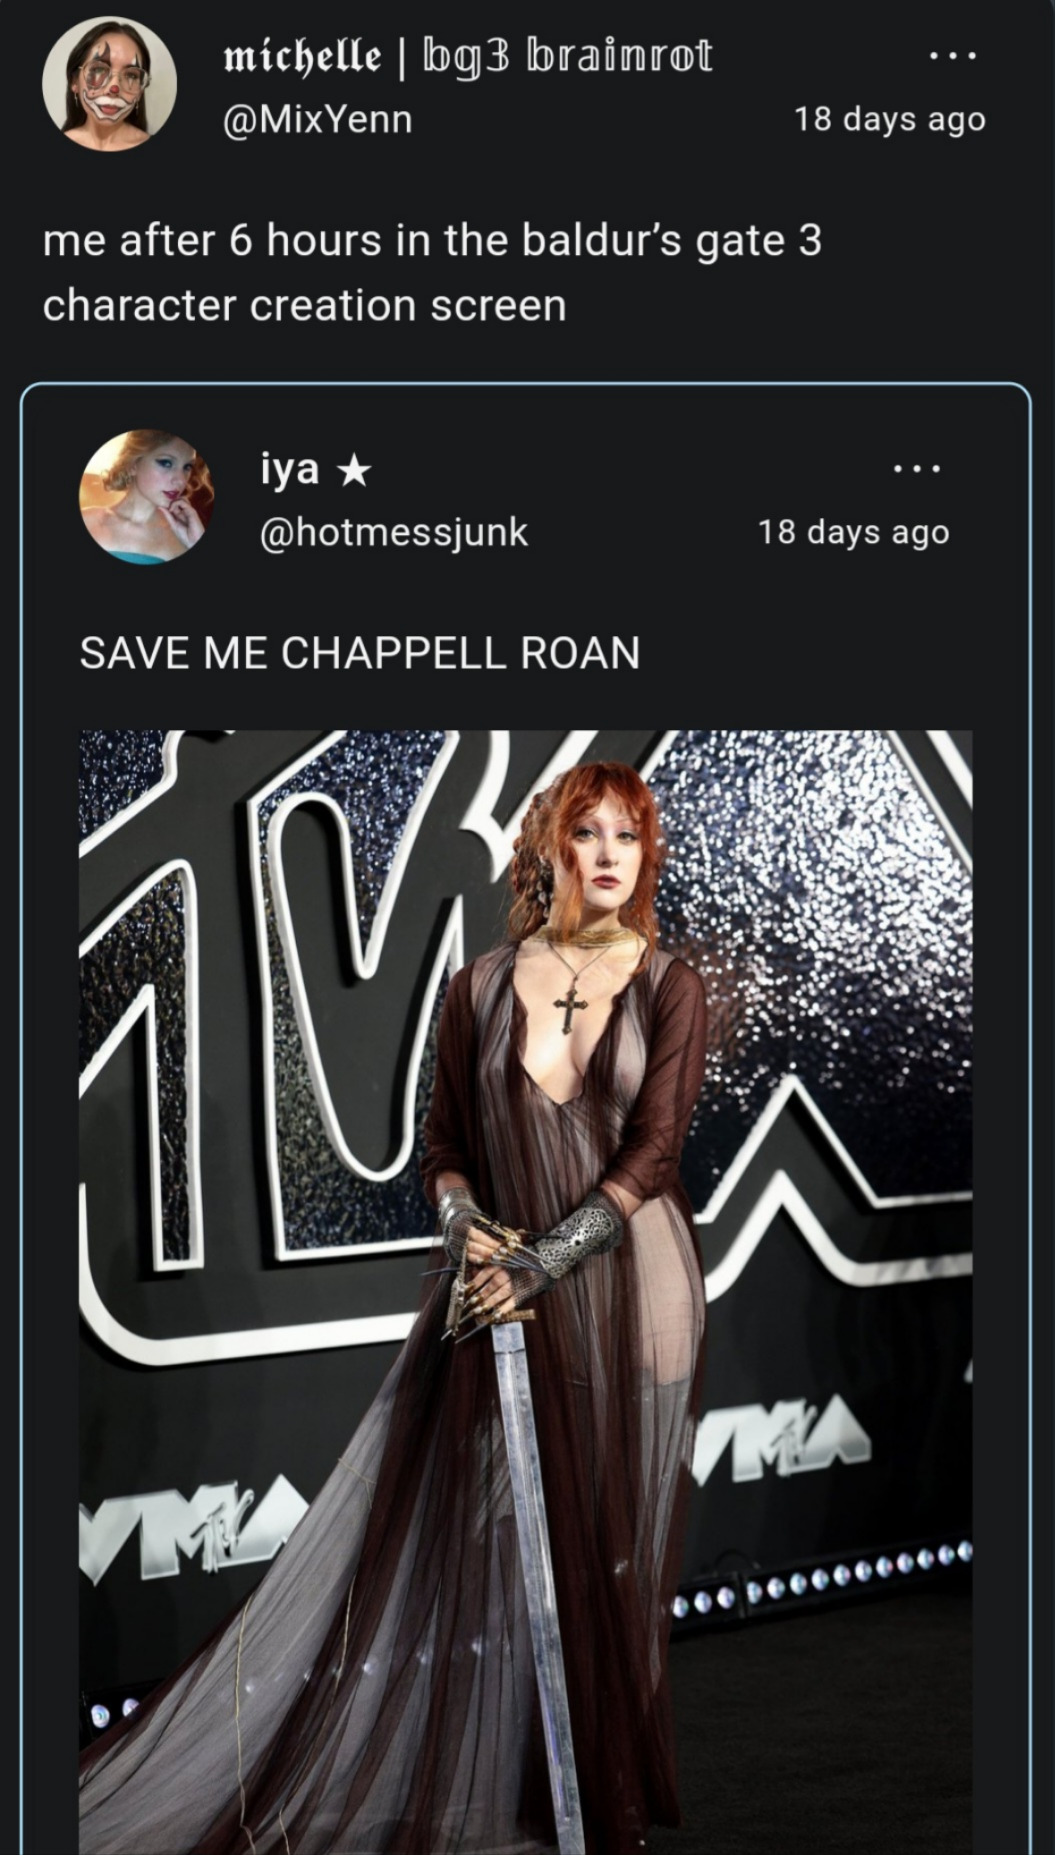 michelle | bg3 brainrot
@MixYenn
18 days ago
me after 6 hours in the baldur’s gate 3
character creation screen
iya ★
@hotmessjunk
18 days ago
SAVE ME CHAPPELL ROAN
VMA
VMA